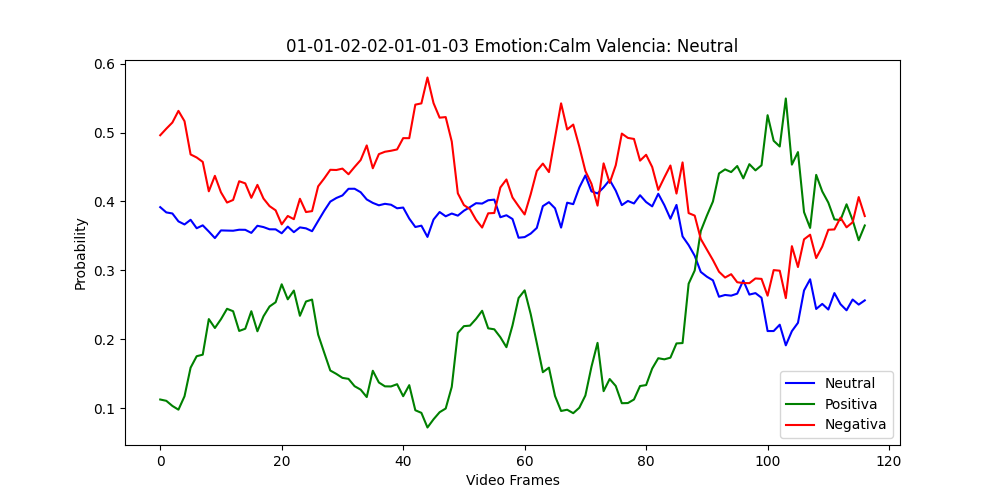 01-01-02-02-01-01-03 Emotion:Calm Valencia: Neutral
Probability
0.6
0.5
0.4
0.3
0.2
0.1
0 20 40 60 80 100 120
Video Frames
Neutral
Positiva
Negativa